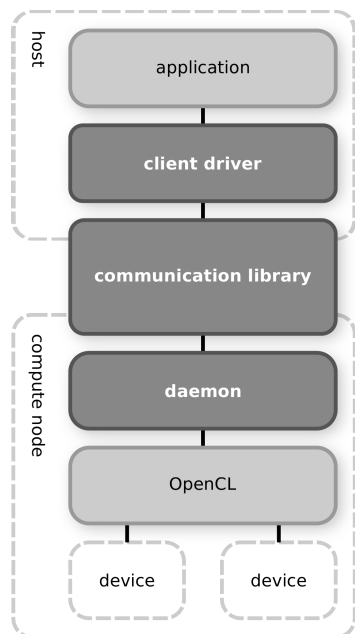 host
application
client driver
communication library
compute node
daemon
OpenCL
device
device